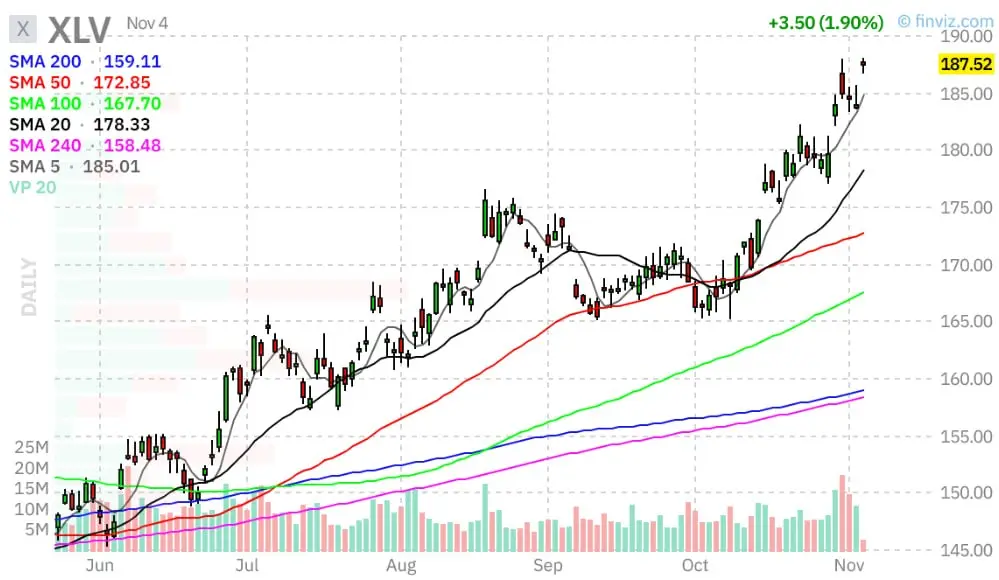 X XLV Nov 4 +3.50 (1.90%) © finviz.com
SMA 200 · 159.11
SMA 50 · 172.85
SMA 100 · 167.70
SMA 20 · 178.33
SMA 240 · 158.48
SMA 5 · 185.01
VP 20
DAILY
190.00
187.52
185.00
180.00
175.00
170.00
165.00
160.00
155.00
150.00
145.00
25M
20M
15M
10M
5M
Jun Jul Aug Sep Oct Nov